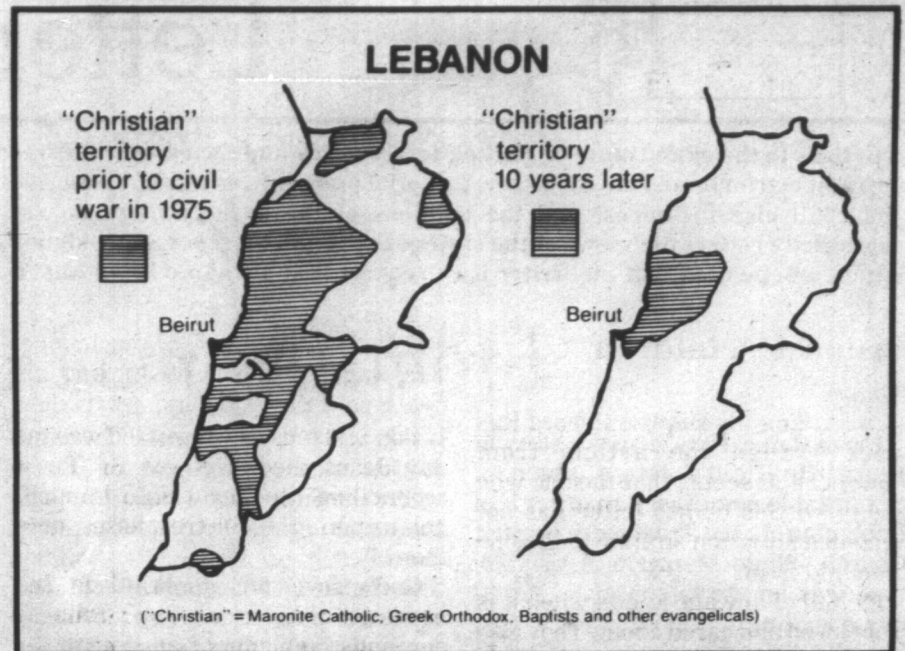 LEBANON
"Christian"
territory
prior to civil
war in 1975
Beirut
"Christian"
territory
10 years later
Beirut
("Christian" = Maronite Catholic, Greek Orthodox, Baptists and other evangelicals)